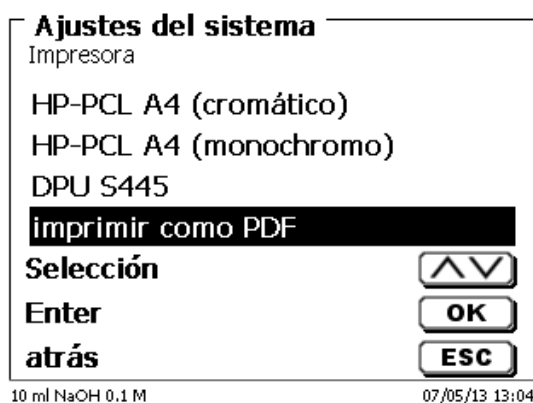 Ajustes del sistema
Impresora
HP-PCL A4 (cromático)
HP-PCL A4 (monochromo)
DPU S445
imprimir como PDF
Selección
Enter OK
atrás ESC
10 ml NaOH 0.1 M 07/05/13 13:04